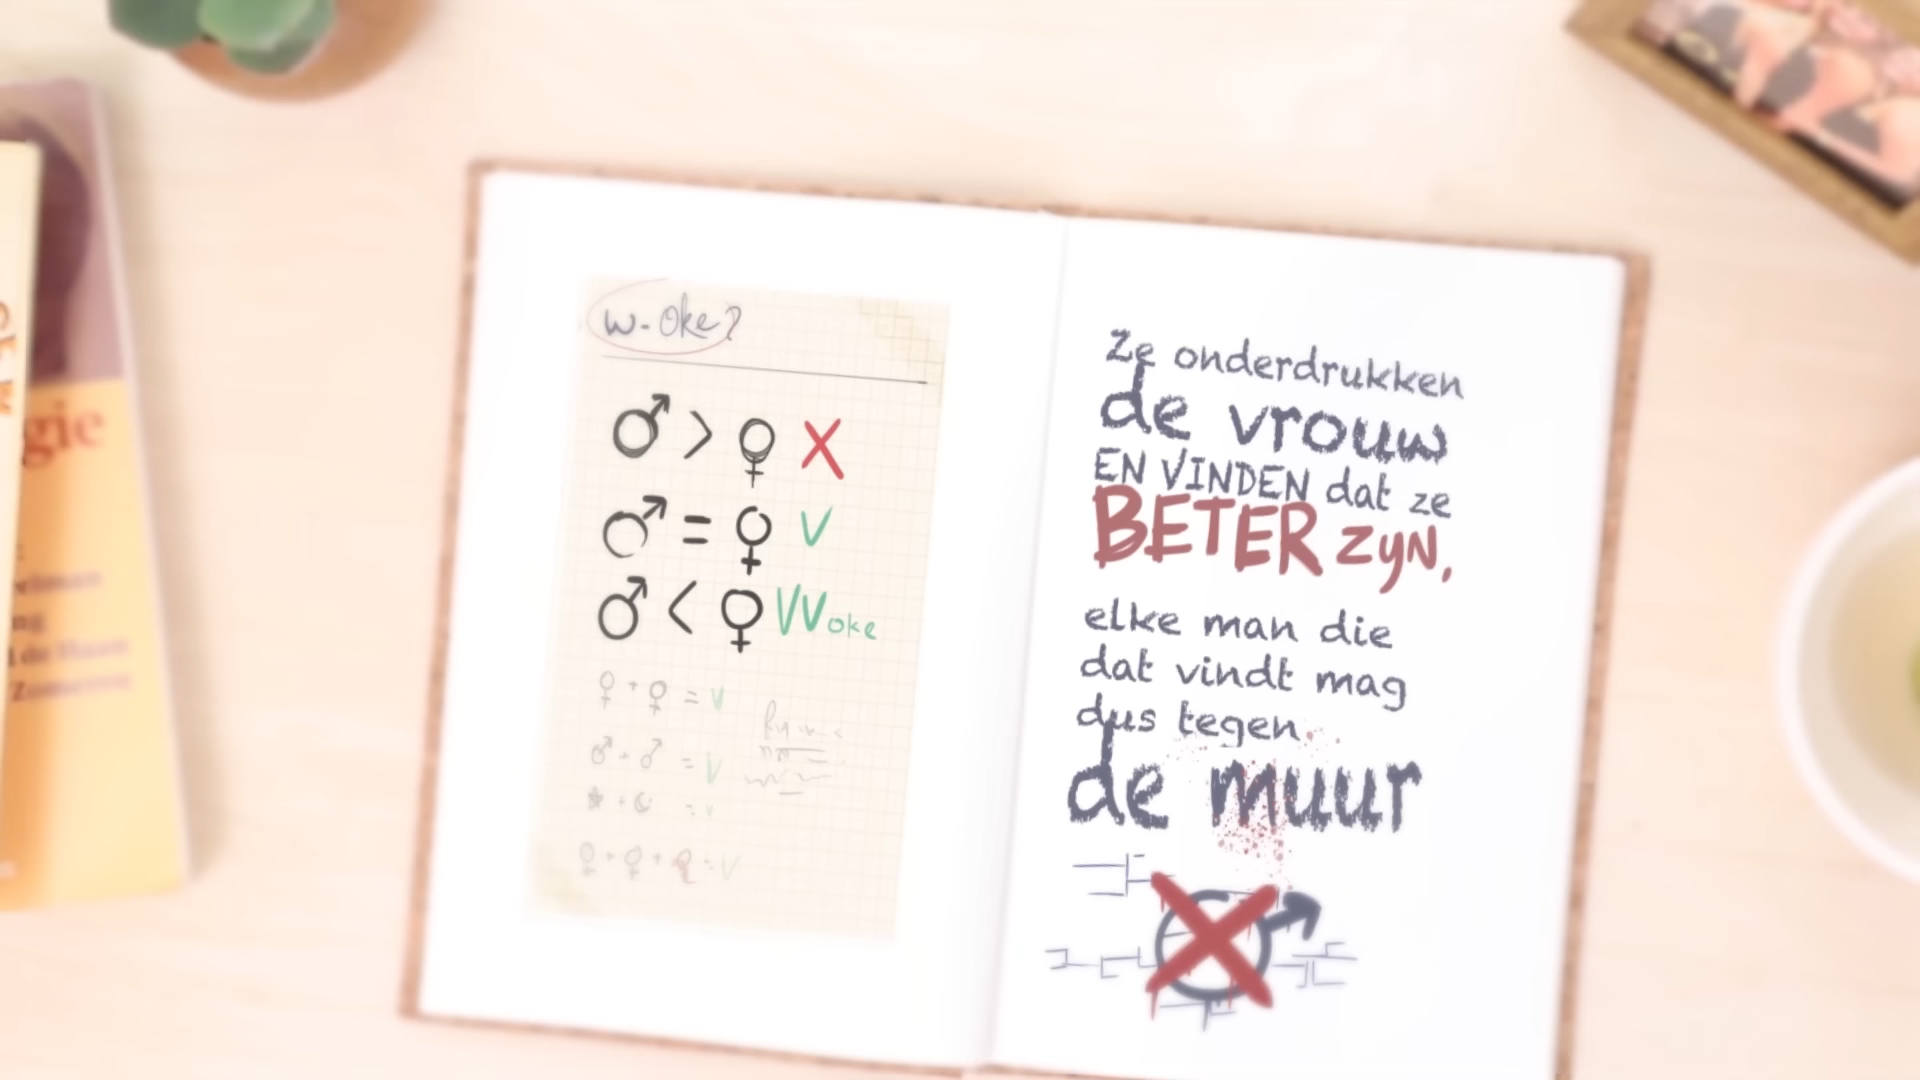 gie
w-oke?
♂ > ♀ X
♂ = ♀ V
♂ < ♀ VVoke
♀ + ♀ = V
♂ + ♂ = V
Ze onderdrukken
de vrouw
EN VINDEN dat ze
BETER ZYN,
elke man die
dat vindt mag
dus tegen
de muur